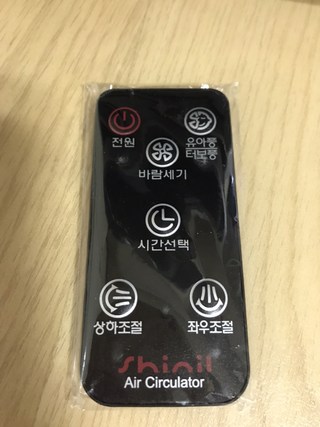 전원
유아풍
터보풍
바람세기
시간선택
상하조절
좌우조절
Shinil
Air Circulator